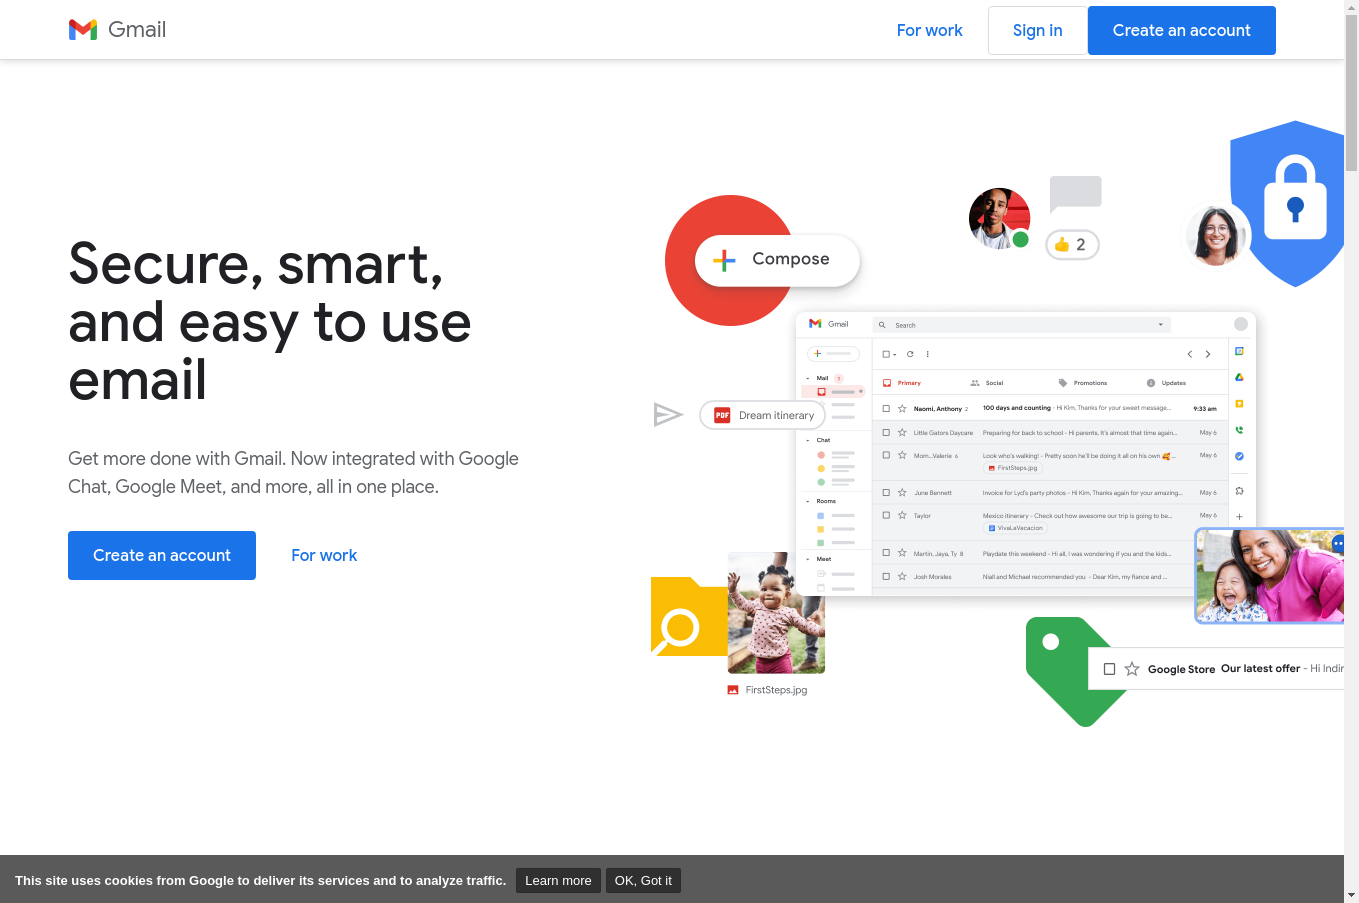 Gmail
For work
Sign in
Create an account
Secure, smart,
and easy to use
email
Get more done with Gmail. Now integrated with Google
Chat, Google Meet, and more, all in one place.
Create an account
For work
2
Compose
Gmail
Search
Mail 1
Primary
Social
Promotions
Updates
Naomi, Anthony 2 100 days and counting - Hi Kim, Thanks for your sweet message... 9:33 am
PDF Dream itinerary
Little Gators Daycare Preparing for back to school - Hi parents, It's almost that time again... May 6
Chat
Mom...Valerie 6 Look who's walking! - Pretty soon he'll be doing it all on his own 🥰 ... May 6
FirstSteps.jpg
June Bennett Invoice for Lyd's party photos - Hi Kim, Thanks again for your amazing... May 6
Rooms
Taylor Mexico itinerary - Check out how awesome our trip is going to be... May 6
VivaLaVacacion
Meet
Martin, Jaya, Ty 8 Playdate this weekend - Hi all, I was wondering if you and the kids...
Josh Morales Niall and Michael recommended you - Dear Kim, my fiance and ...
FirstSteps.jpg
Google Store Our latest offer - Hi Indir
This site uses cookies from Google to deliver its services and to analyze traffic.
Learn more
OK, Got it